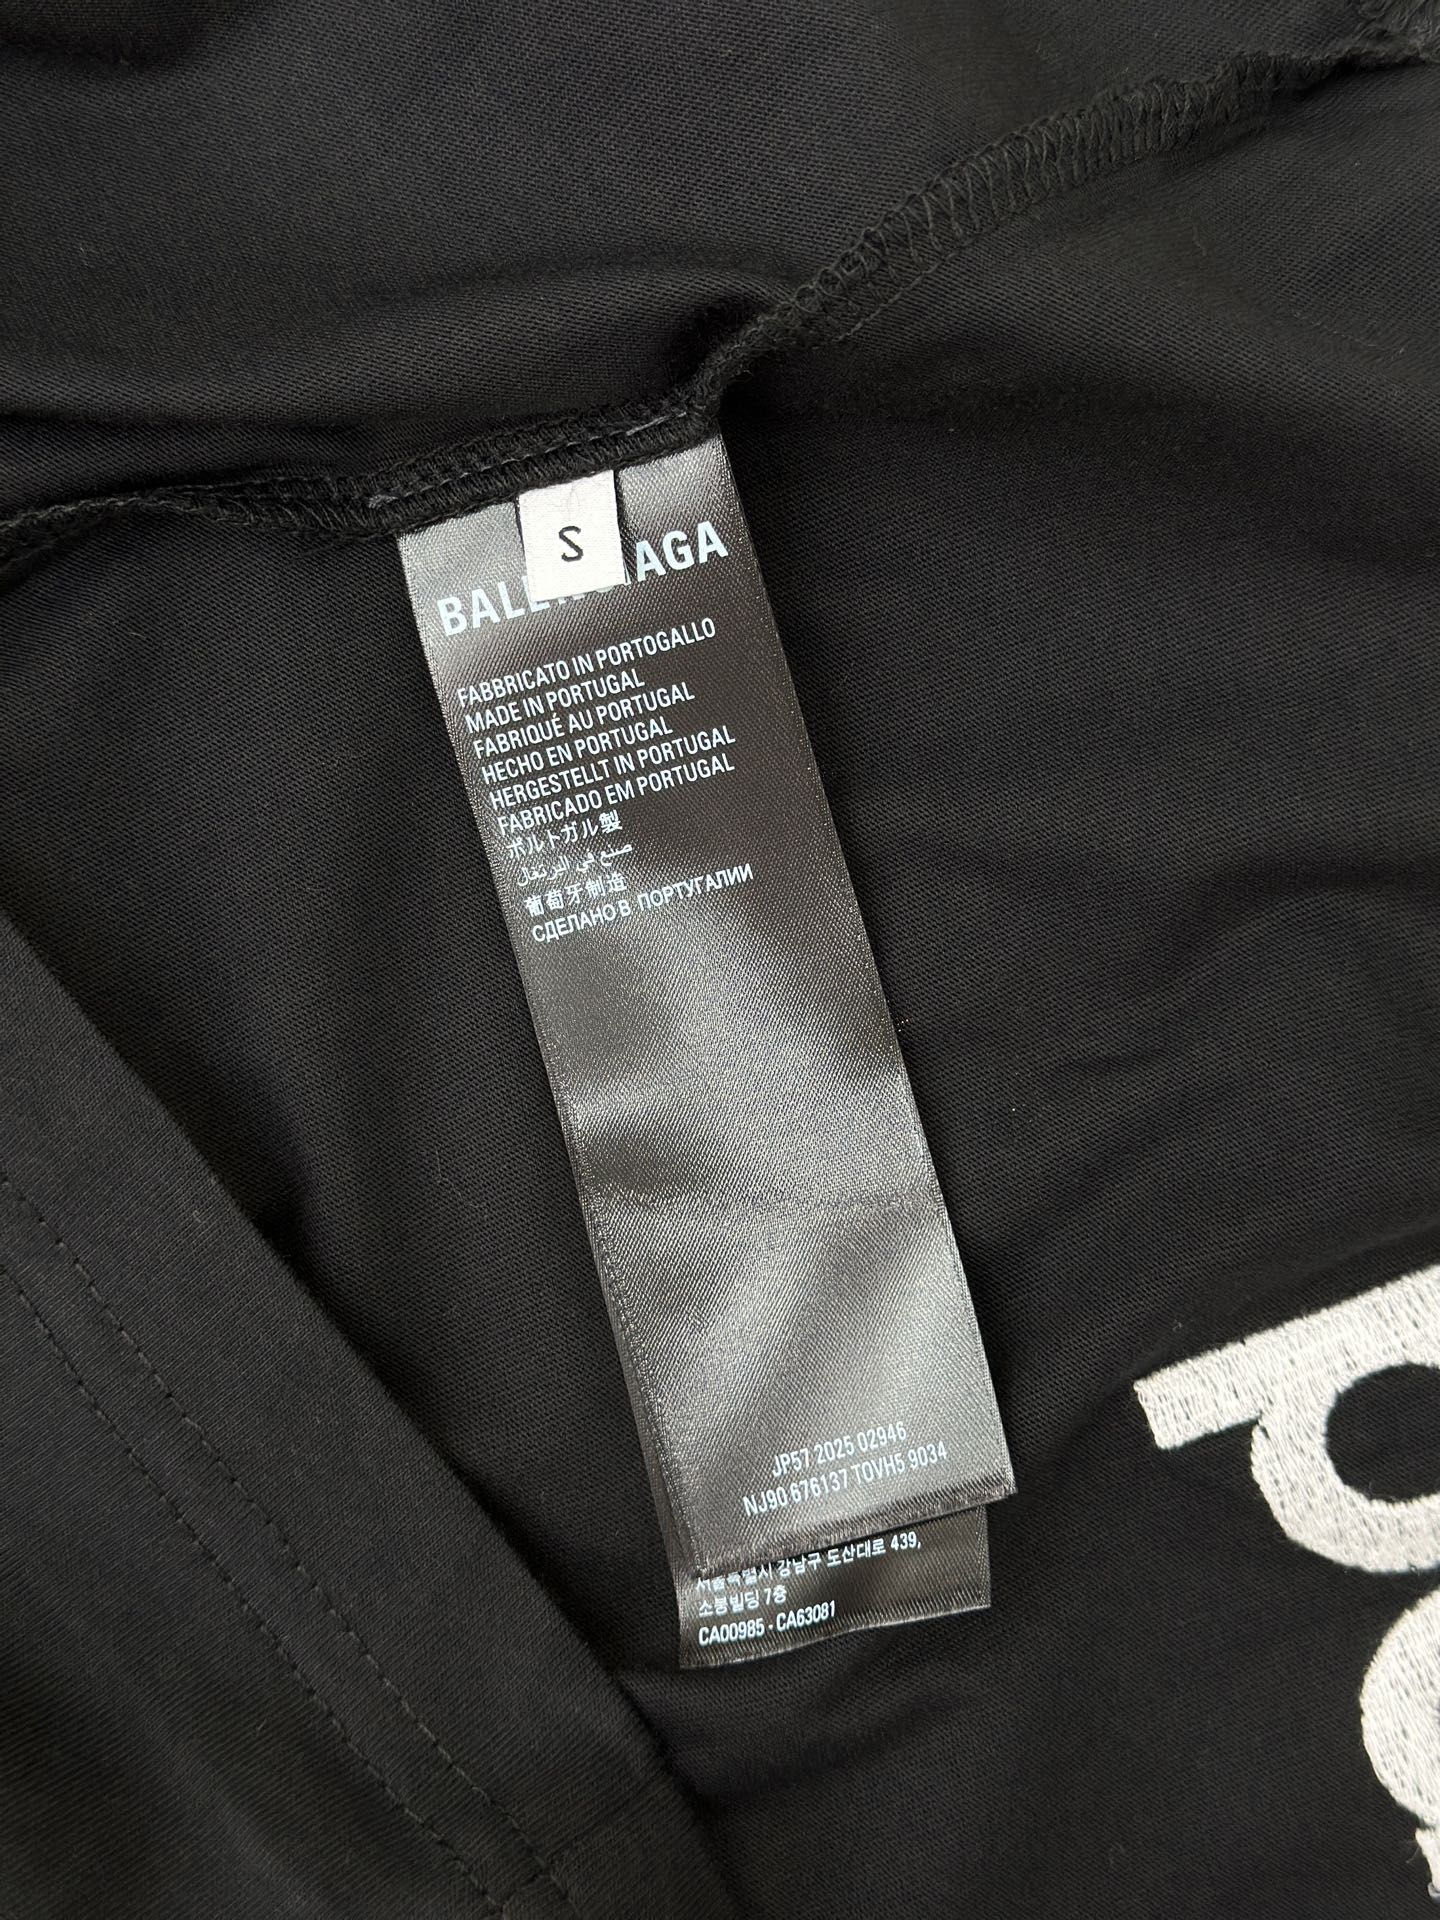 S
BALENCIAGA
FABBRICATO IN PORTOGALLO
MADE IN PORTUGAL
FABRIQUÉ AU PORTUGAL
HECHO EN PORTUGAL
HERGESTELLT IN PORTUGAL
FABRICADO EM PORTUGAL
ポルトガル製
صنع في البرتغال
葡萄牙制造
СДЕЛАНО В ПОРТУГАЛИИ
JP57 2025 02946
NJ90 676137 TOVH5 9034
서울특별시 강남구 도산대로 439,
소봉빌딩 7층
CA00985 - CA63081